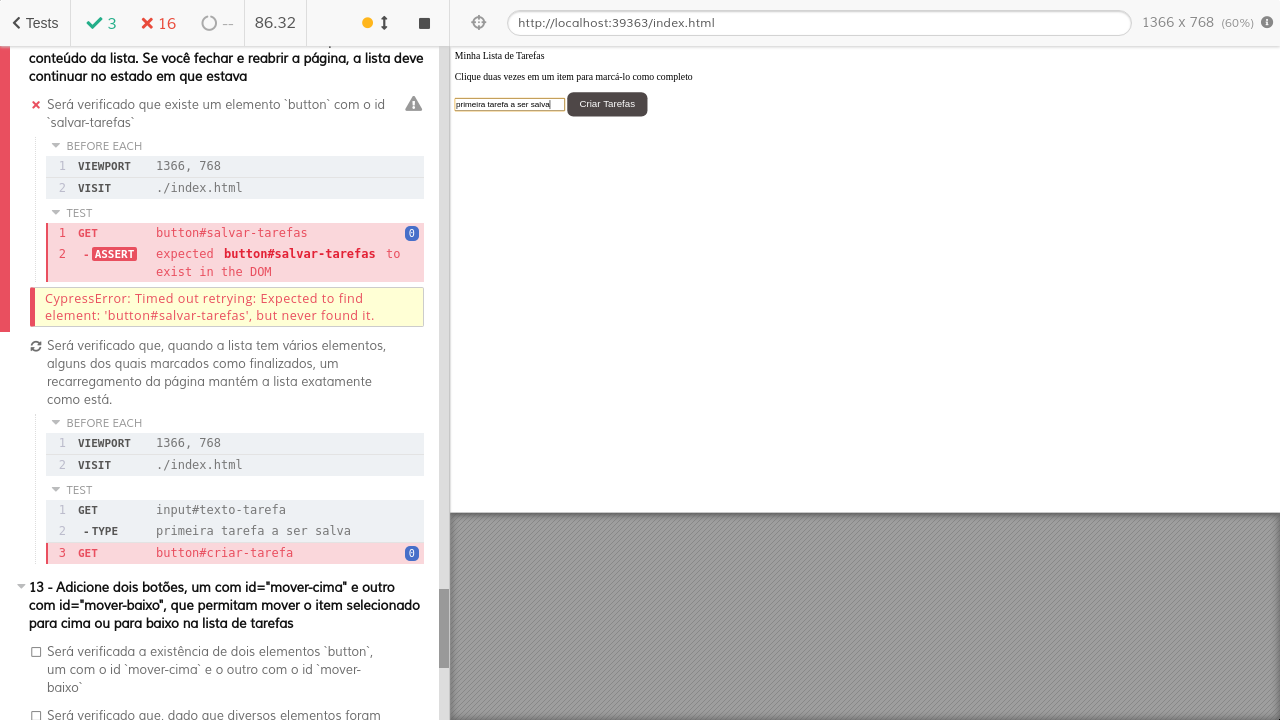 Tests
3
16
--
86.32
http://localhost:39363/index.html
1366 x 768 (60%)
conteúdo da lista. Se você fechar e reabrir a página, a lista deve
continuar no estado em que estava
Será verificado que existe um elemento `button` com o id
`salvar-tarefas`
BEFORE EACH
1 VIEWPORT 1366, 768
2 VISIT ./index.html
TEST
1 GET button#salvar-tarefas 0
2 -ASSERT expected button#salvar-tarefas to
exist in the DOM
CypressError: Timed out retrying: Expected to find
element: 'button#salvar-tarefas', but never found it.
Será verificado que, quando a lista tem vários elementos,
alguns dos quais marcados como finalizados, um
recarregamento da página mantém a lista exatamente
como está.
BEFORE EACH
1 VIEWPORT 1366, 768
2 VISIT ./index.html
TEST
1 GET input#texto-tarefa
2 -TYPE primeira tarefa a ser salva
3 GET button#criar-tarefa 0
13 - Adicione dois botões, um com id="mover-cima" e outro
com id="mover-baixo", que permitam mover o item selecionado
para cima ou para baixo na lista de tarefas
Será verificada a existência de dois elementos `button`,
um com o id `mover-cima` e o outro com o id `mover-
baixo`
Será verificado que, dado que diversos elementos foram
Minha Lista de Tarefas
Clique duas vezes em um item para marcá-lo como completo
primeira tarefa a ser salva
Criar Tarefas